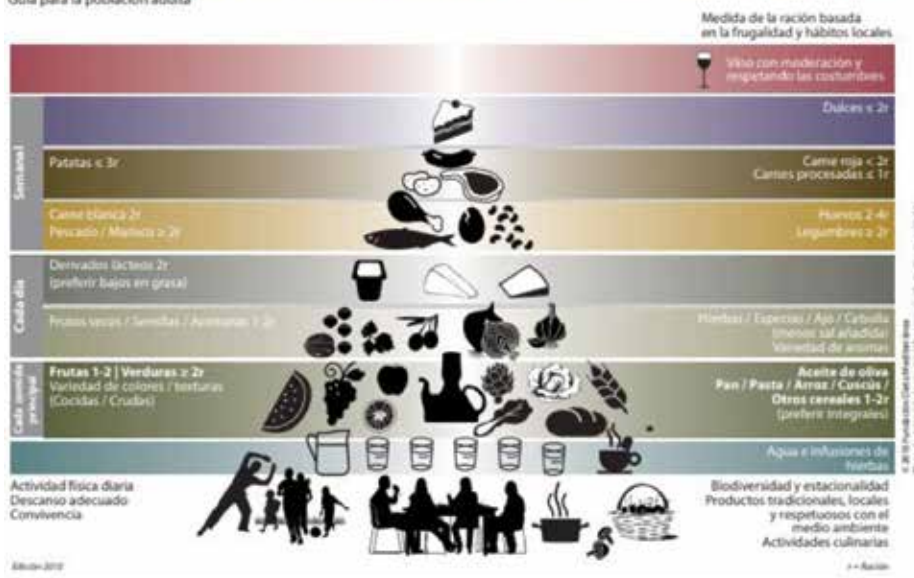 Guía para la población adulta
Medida de la ración basada
en la frugalidad y hábitos locales
Vino con moderación y
respetando las costumbres
Semanal
Dulces ≤ 2r
Patatas ≤ 3r
Carne roja < 2r
Carnes procesadas ≤ 1r
Carne blanca 2r
Pescado / Marisco ≥ 2r
Huevos 2-4r
Legumbres ≥ 2r
Cada día
Derivados lácteos 2r
(preferir bajos en grasa)
Frutos secos / Semillas / Aceitunas 1-2r
Hierbas / Especias / Ajo / Cebolla
(menos sal añadida)
Variedad de aromas
Cada comida
principal
Frutas 1-2 | Verduras ≥ 2r
Variedad de colores / texturas
(Cocidas / Crudas)
Aceite de oliva
Pan / Pasta / Arroz / Cuscús /
Otros cereales 1-2r
(preferir integrales)
Agua e infusiones de
hierbas
Actividad física diaria
Descanso adecuado
Convivencia
Biodiversidad y estacionalidad
Productos tradicionales, locales
y respetuosos con el
medio ambiente
Actividades culinarias
© 2010 Fundación Dieta Mediterránea
Edición 2010
r = Ración